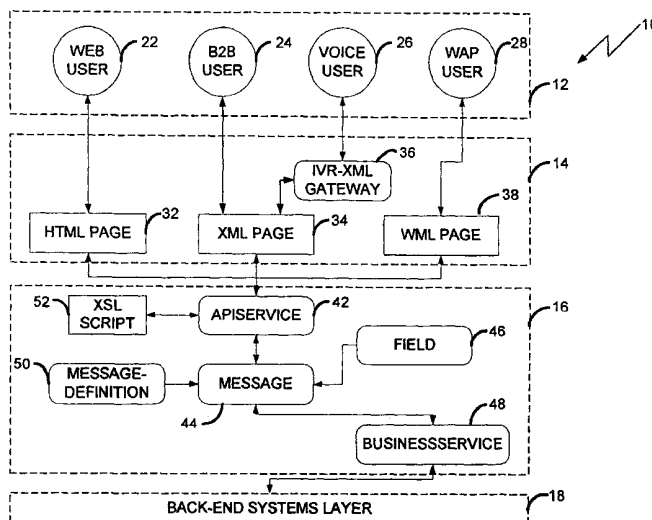 10
WEB
USER
22
B2B
USER
24
VOICE
USER
26
WAP
USER
28
12
IVR-XML
GATEWAY
36
14
HTML PAGE
32
XML PAGE
34
WML PAGE
38
52
XSL
SCRIPT
APISERVICE
42
16
FIELD
46
50
MESSAGE-
DEFINITION
MESSAGE
44
48
BUSINESSSERVICE
BACK-END SYSTEMS LAYER
18